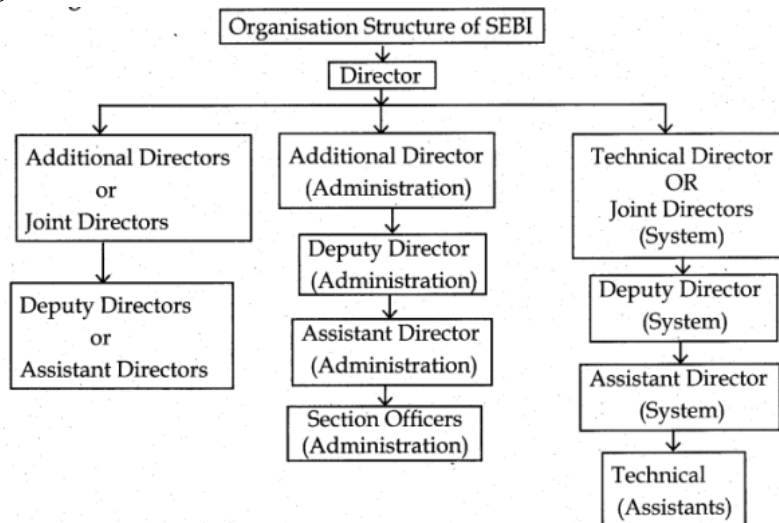 Organisation Structure of SEBI
Director
Additional Directors
or
Joint Directors
Deputy Directors
or
Assistant Directors
Additional Director
(Administration)
Deputy Director
(Administration)
Assistant Director
(Administration)
Section Officers
(Administration)
Technical Director
OR
Joint Directors
(System)
Deputy Director
(System)
Assistant Director
(System)
Technical
(Assistants)